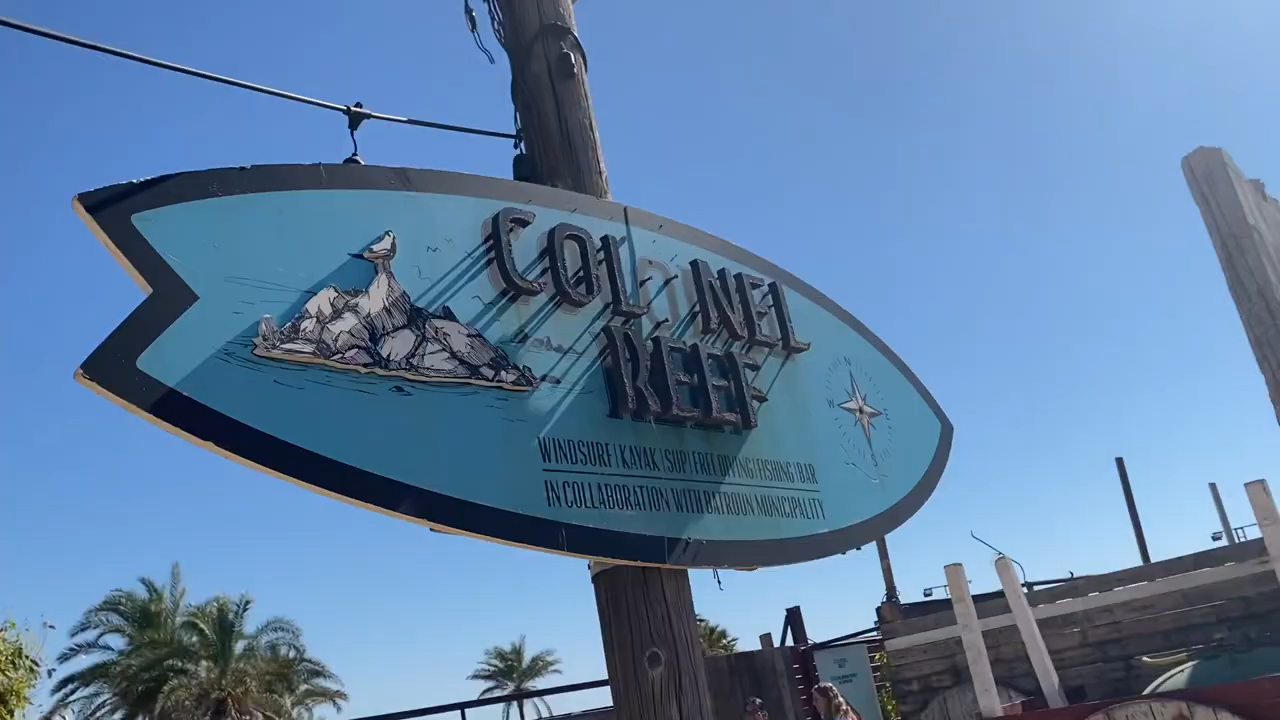 COLONEL
REEF
WINDSURF | KAYAK | SUP | FREE DIVING | FISHING | BAR
IN COLLABORATION WITH BATROUN MUNICIPALITY
N
W
S